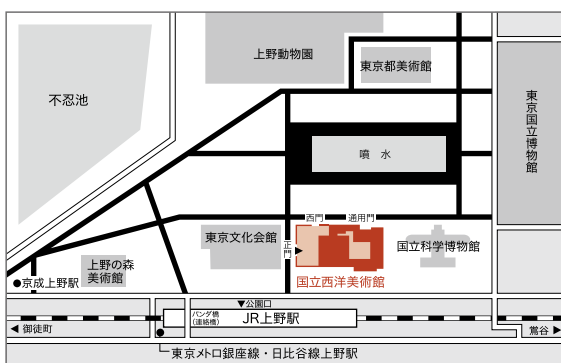 上野動物園
東京都美術館
不忍池
東京国立博物館
噴水
西門
通用門
東京文化会館
正門
国立科学博物館
上野の森
美術館
国立西洋美術館
●京成上野駅
▼公園口
パンダ橋
(連絡橋)
JR上野駅
◀御徒町
鶯谷▶
東京メトロ銀座線・日比谷線上野駅